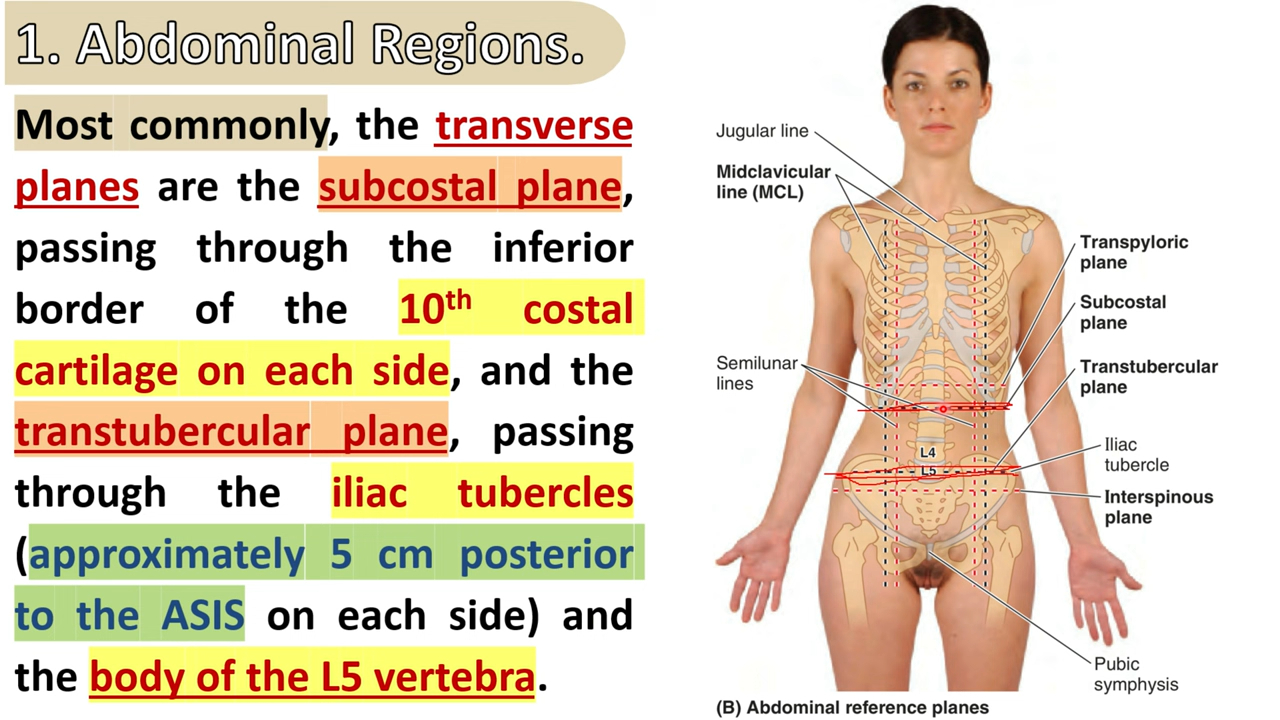 1. Abdominal Regions.
Most commonly, the transverse
planes are the subcostal plane,
passing through the inferior
border of the 10th costal
cartilage on each side, and the
transtubercular plane, passing
through the iliac tubercles
(approximately 5 cm posterior
to the ASIS on each side) and
the body of the L5 vertebra.
Jugular line
Midclavicular
line (MCL)
Transpyloric
plane
Subcostal
plane
Semilunar
lines
Transtubercular
plane
L4
L5
Iliac
tubercle
Interspinous
plane
Pubic
symphysis
(B) Abdominal reference planes